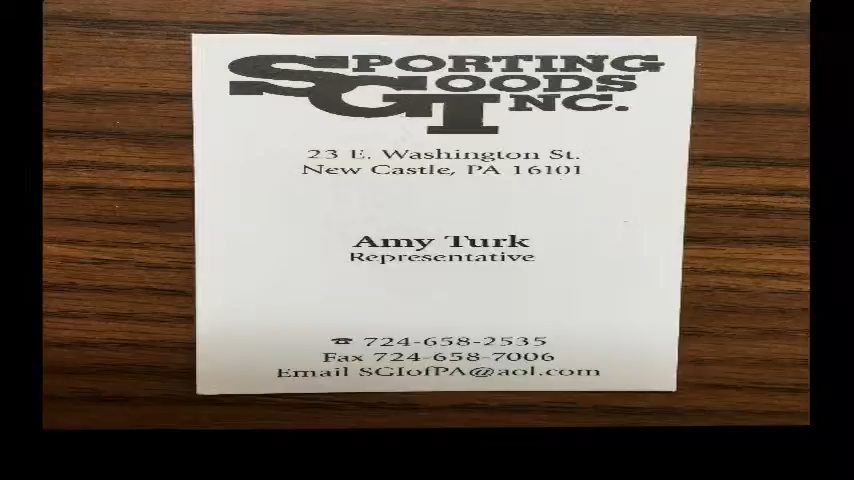 SPORTING
GOODS
INC.
23 E. Washington St.
New Castle, PA 16101
Amy Turk
Representative
☎ 724-658-2535
Fax 724-658-7006
Email SGIofPA@aol.com